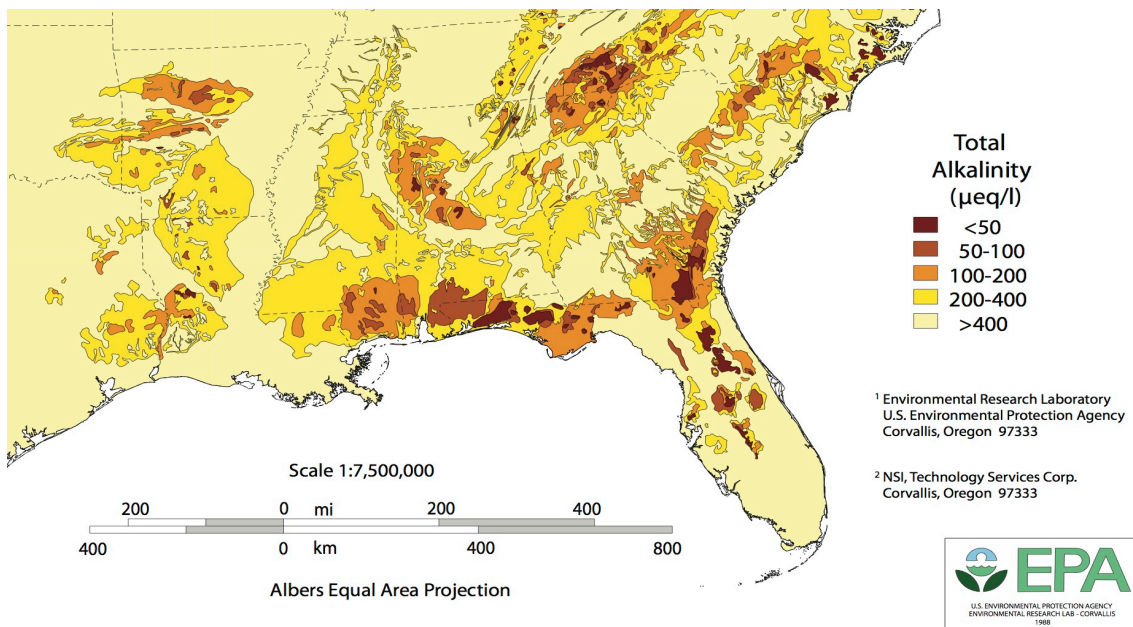 Total
Alkalinity
(µeq/l)
<50
50-100
100-200
200-400
>400
¹ Environmental Research Laboratory
U.S. Environmental Protection Agency
Corvallis, Oregon 97333
² NSI, Technology Services Corp.
Corvallis, Oregon 97333
Scale 1:7,500,000
200 0 mi 200 400
400 0 km 400 800
Albers Equal Area Projection
EPA
U.S. ENVIRONMENTAL PROTECTION AGENCY
ENVIRONMENTAL RESEARCH LAB - CORVALLIS
1988